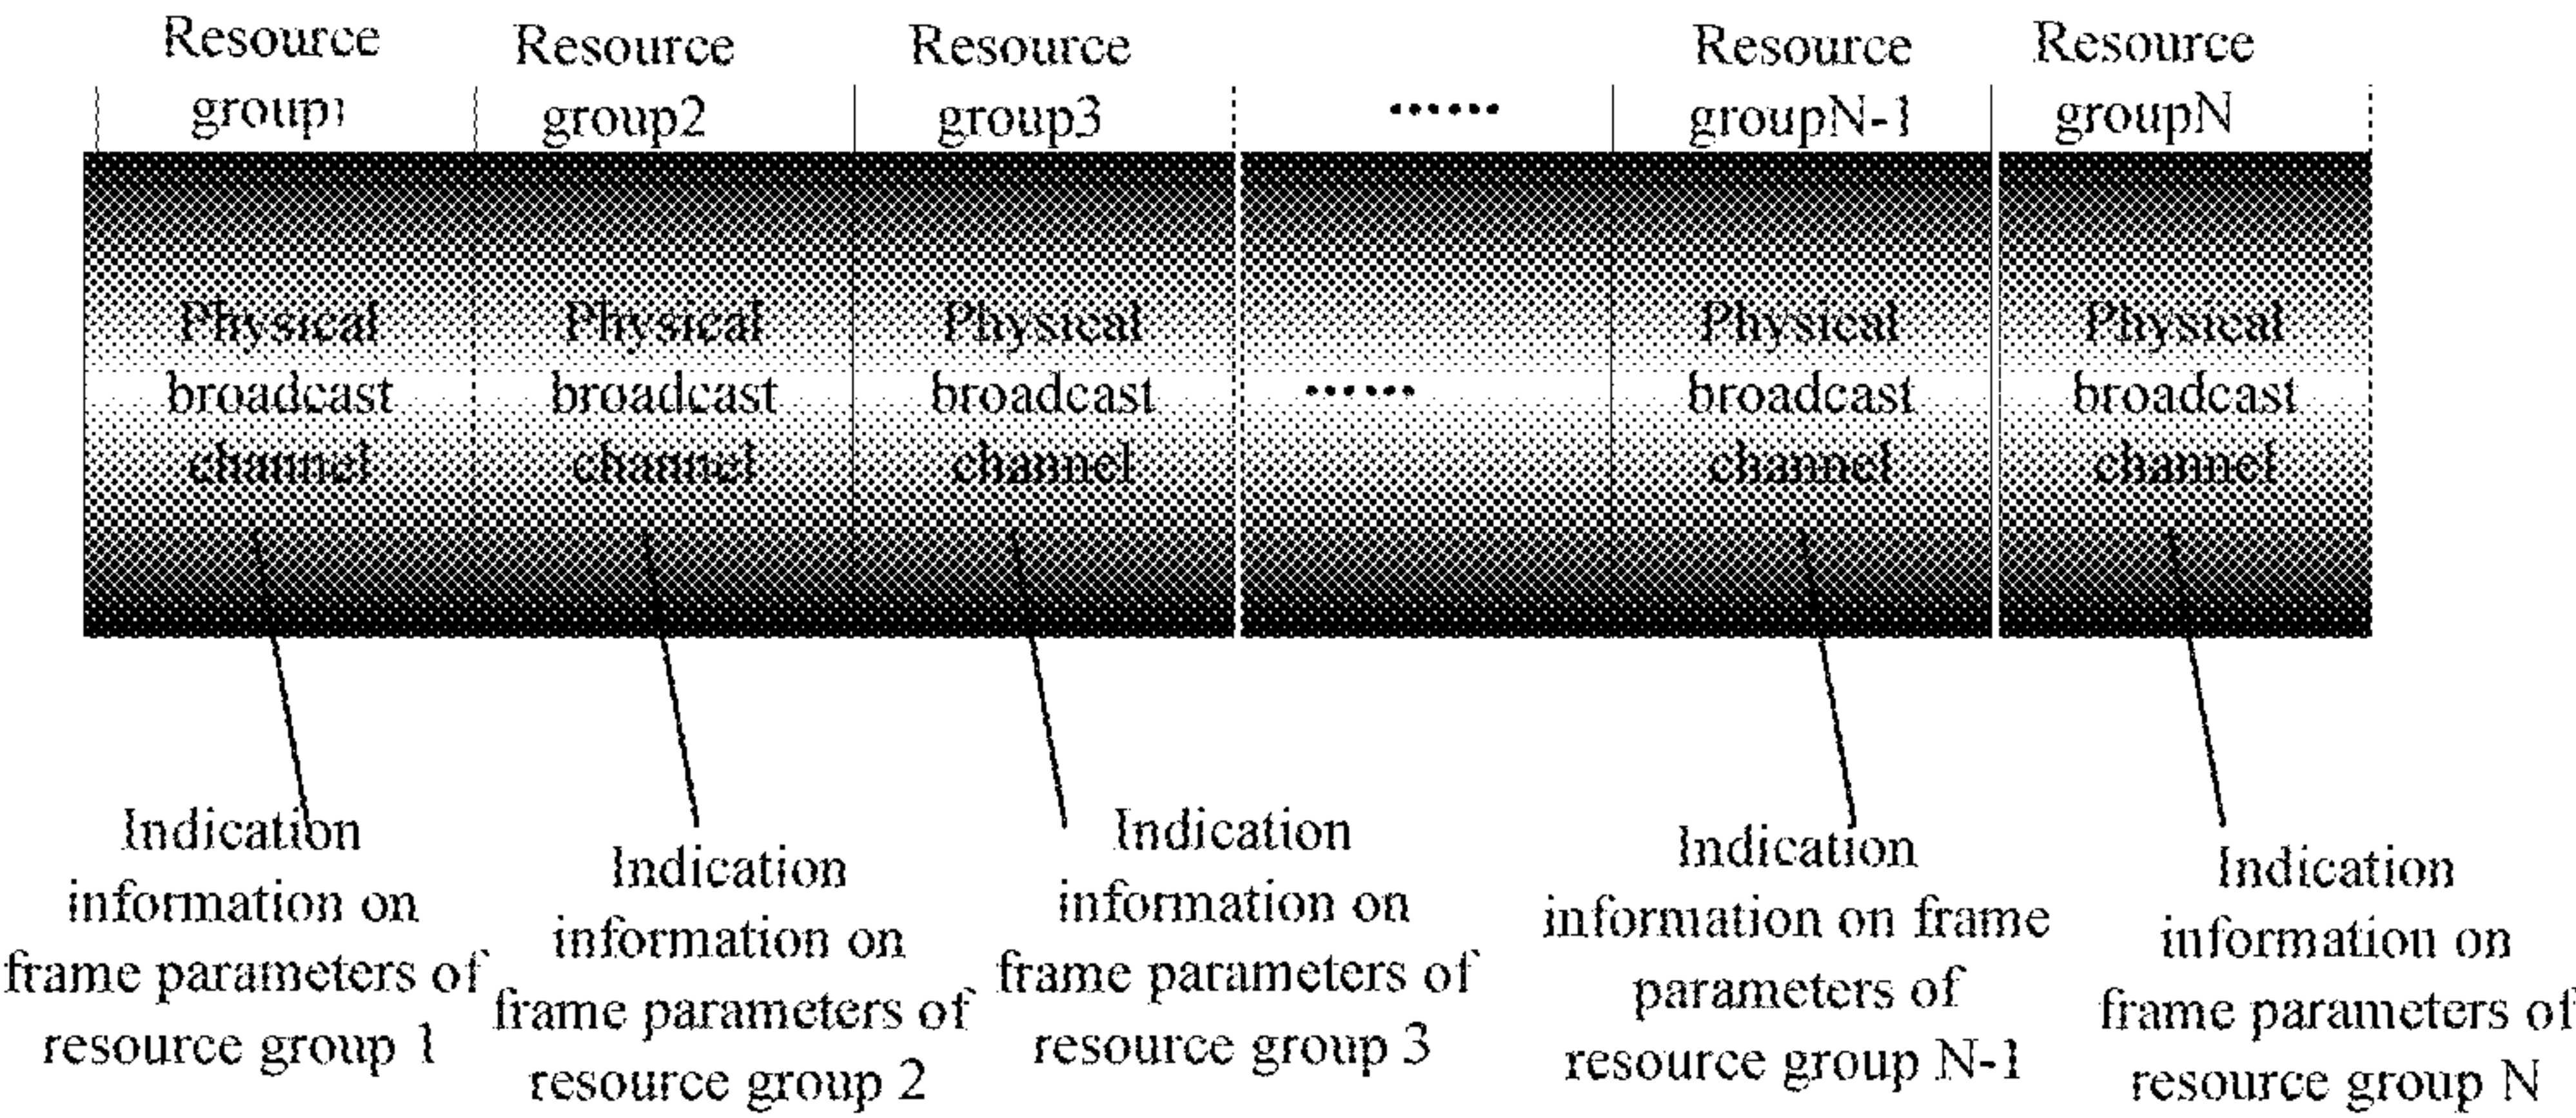 Resource
group1
Resource
group2
Resource
group3
......
Resource
groupN-1
Resource
groupN
Physical
broadcast
channel
Physical
broadcast
channel
Physical
broadcast
channel
......
Physical
broadcast
channel
Physical
broadcast
channel
Indication
information on
frame parameters of
resource group 1
Indication
information on
frame parameters of
resource group 2
Indication
information on
frame parameters of
resource group 3
Indication
information on frame
parameters of
resource group N-1
Indication
information on
frame parameters of
resource group N